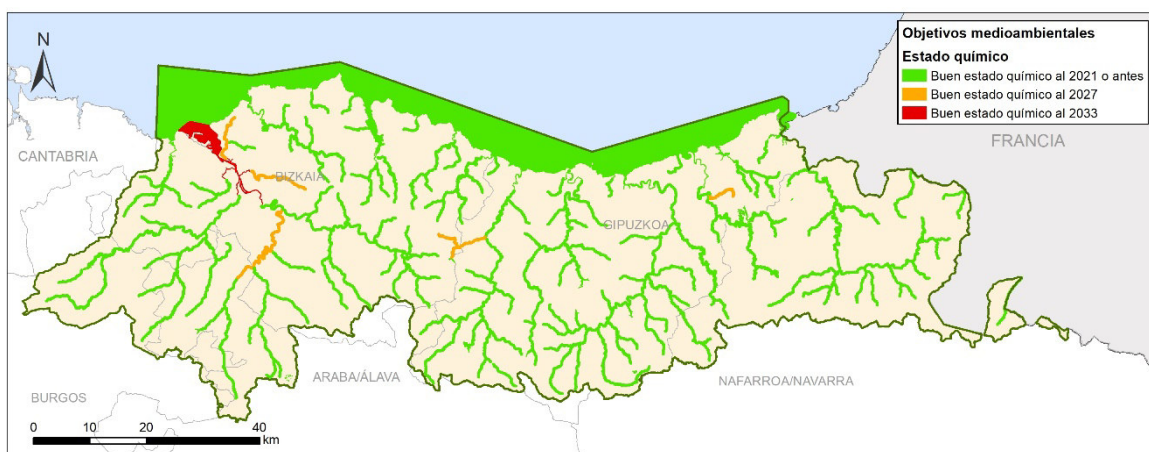 N
Objetivos medioambientales
Estado químico
Buen estado químico al 2021 o antes
Buen estado químico al 2027
Buen estado químico al 2033
FRANCIA
CANTABRIA
BIZKAIA
GIPUZKOA
ARABA/ÁLAVA
NAFARROA/NAVARRA
BURGOS
0 10 20 40
km